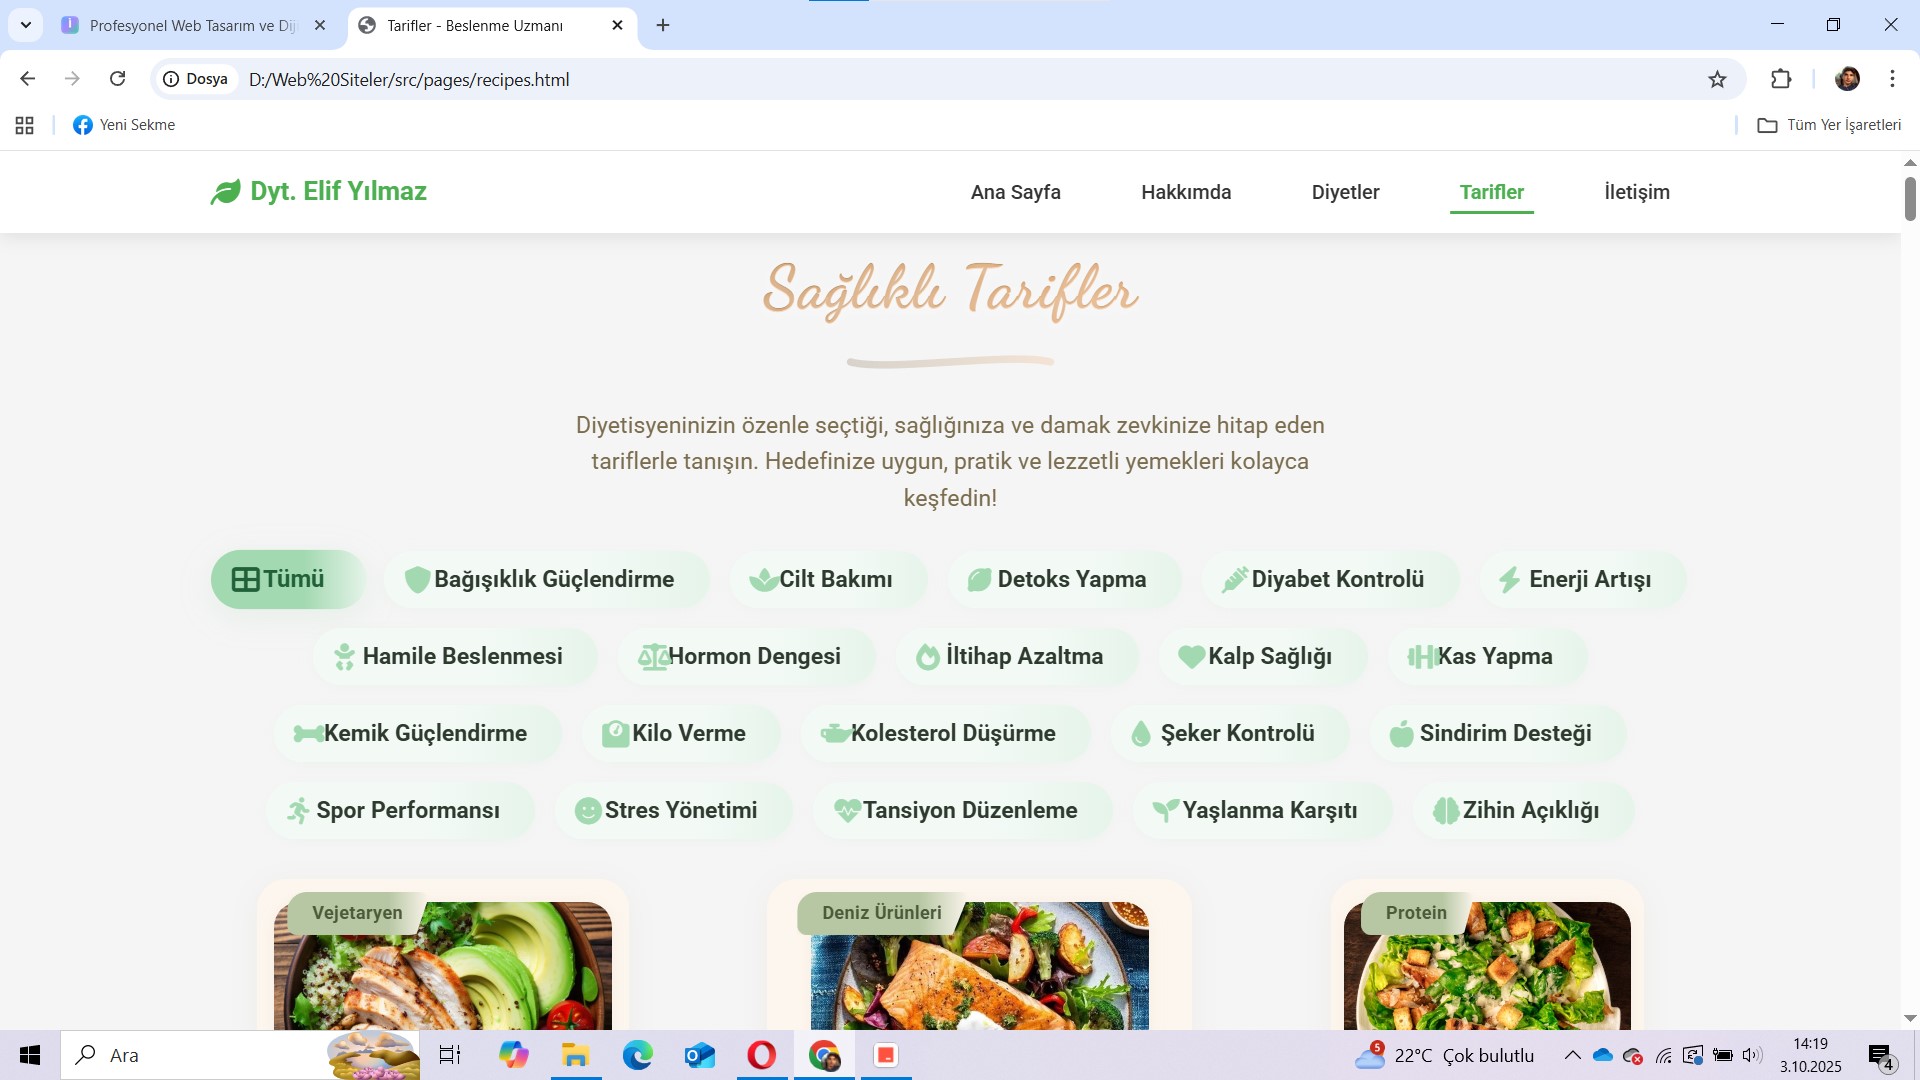 Profesyonel Web Tasarım ve Dij
Tarifler - Beslenme Uzmanı
Dosya
D:/Web%20Siteler/src/pages/recipes.html
Yeni Sekme
Tüm Yer İşaretleri
Dyt. Elif Yılmaz
Ana Sayfa
Hakkımda
Diyetler
Tarifler
İletişim
Sağlıklı Tarifler
Diyetisyeninizin özenle seçtiği, sağlığınıza ve damak zevkinize hitap eden
tariflerle tanışın. Hedefinize uygun, pratik ve lezzetli yemekleri kolayca
keşfedin!
Tümü
Bağışıklık Güçlendirme
Cilt Bakımı
Detoks Yapma
Diyabet Kontrolü
Enerji Artışı
Hamile Beslenmesi
Hormon Dengesi
İltihap Azaltma
Kalp Sağlığı
Kas Yapma
Kemik Güçlendirme
Kilo Verme
Kolesterol Düşürme
Şeker Kontrolü
Sindirim Desteği
Spor Performansı
Stres Yönetimi
Tansiyon Düzenleme
Yaşlanma Karşıtı
Zihin Açıklığı
Vejetaryen
Deniz Ürünleri
Protein
Ara
5
22°C Çok bulutlu
14:19
3.10.2025
4